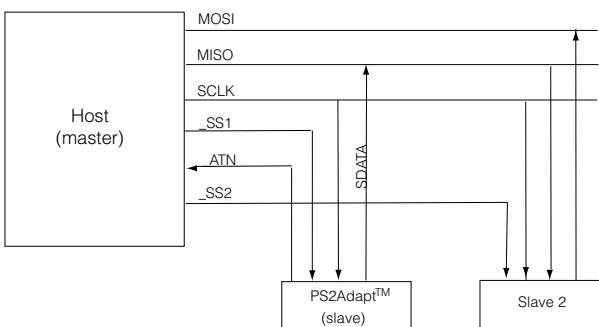 MOSI
MISO
SCLK
Host
(master)
_SS1
ATN
SDATA
_SS2
PS2Adapt™
(slave)
Slave 2